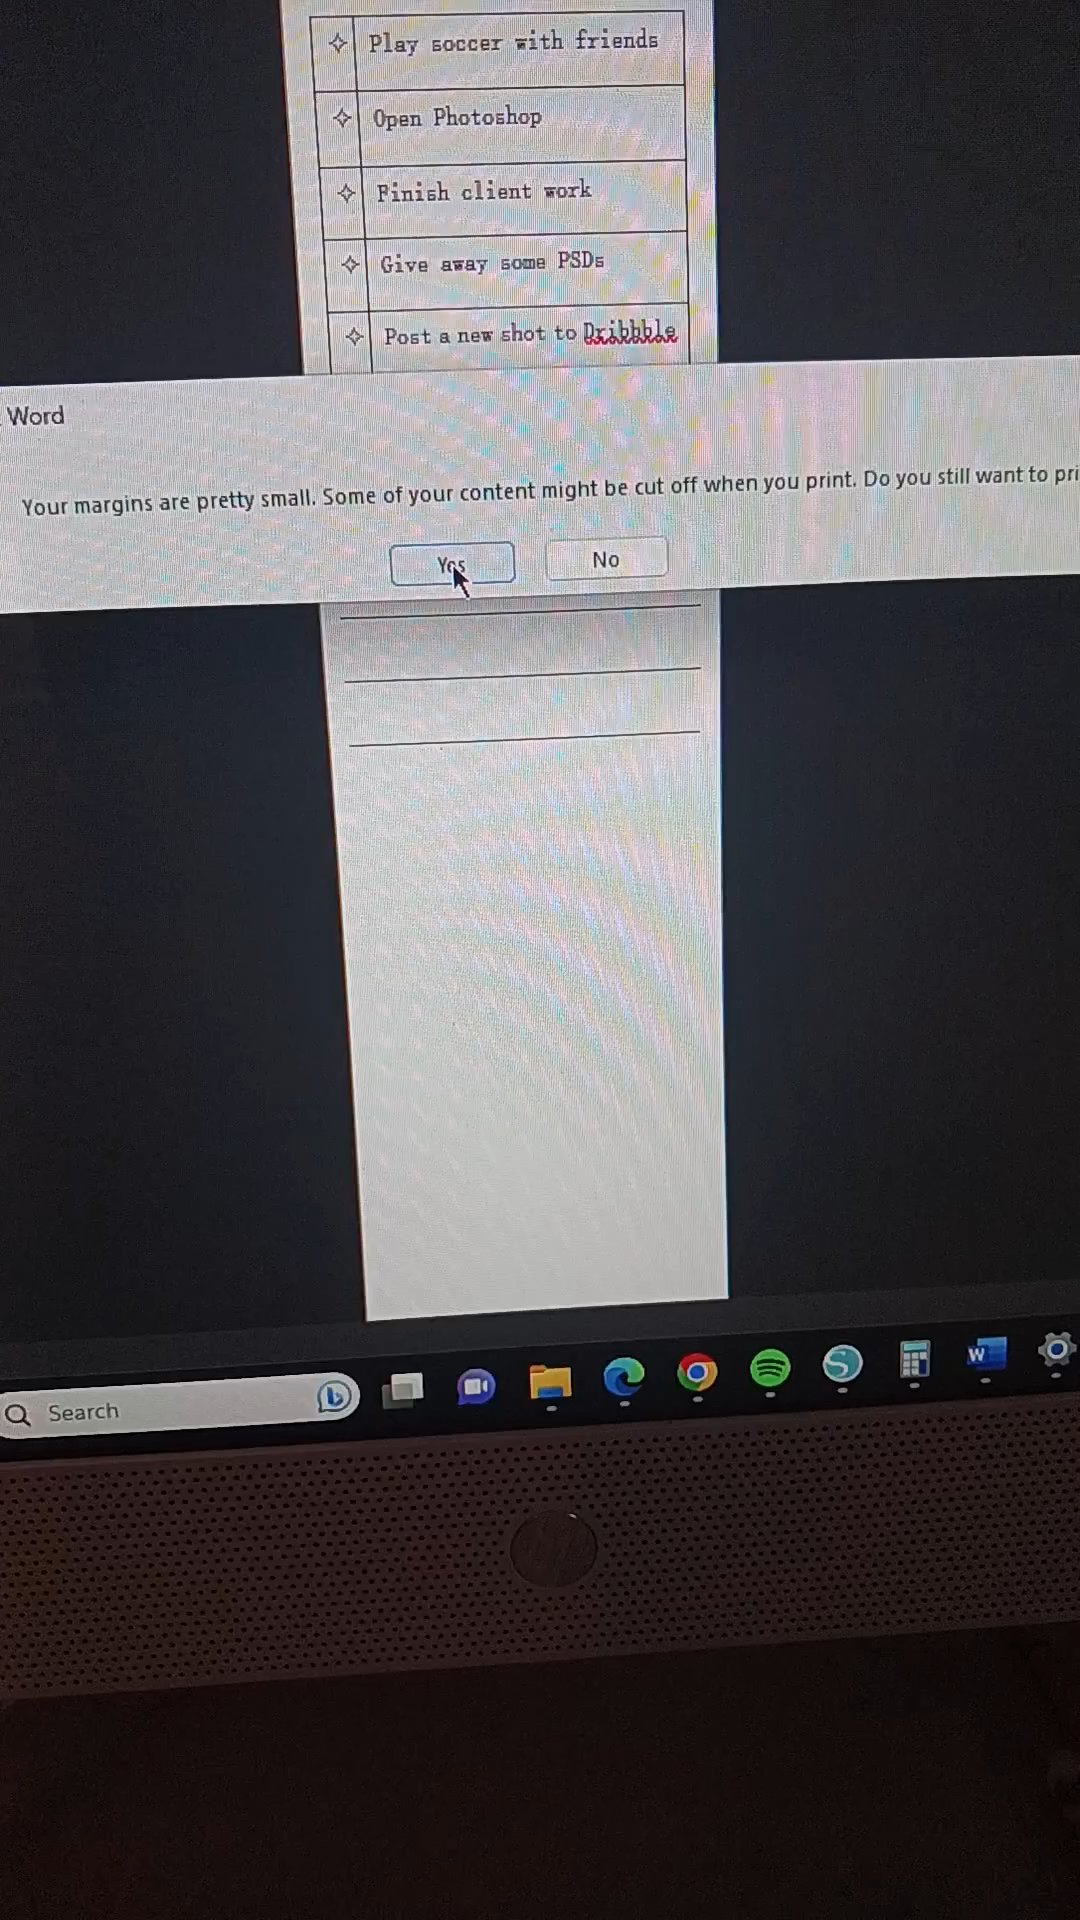 Play soccer with friends
Open Photoshop
Finish client work
Give away some PSDs
Post a new shot to Dribbble
Word
Your margins are pretty small. Some of your content might be cut off when you print. Do you still want to pri
Yes
No
Search
W